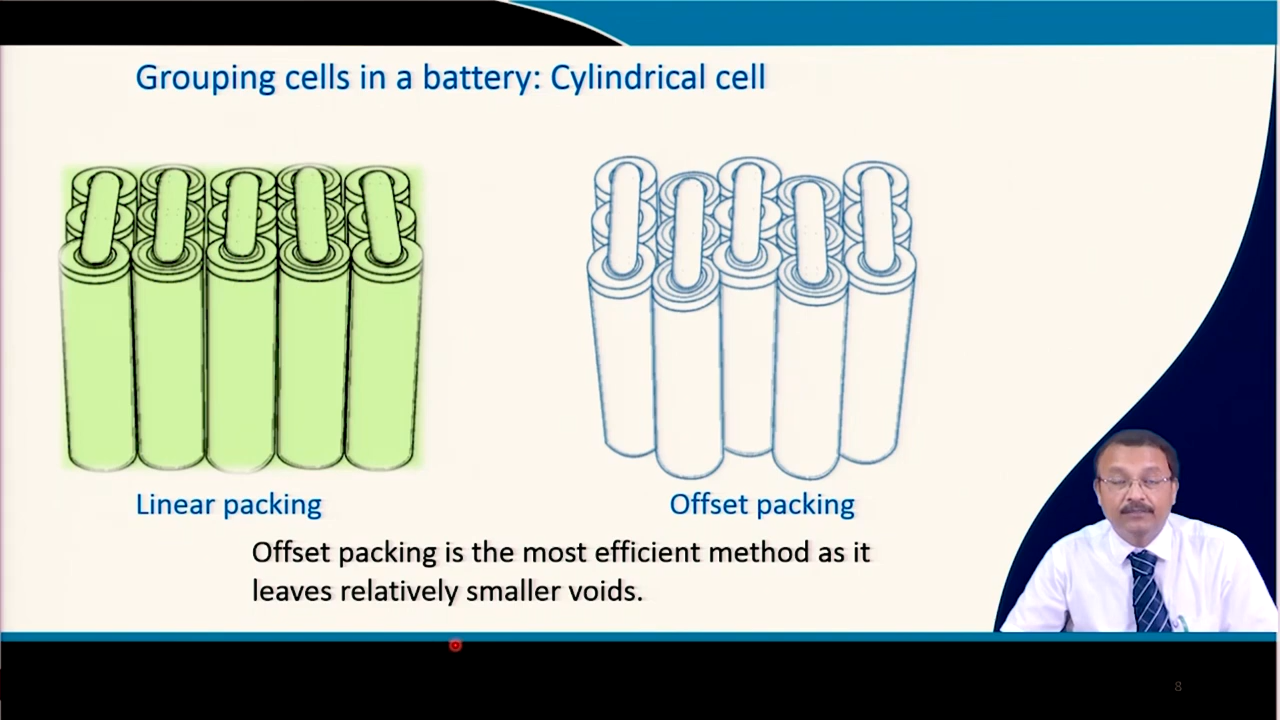 Grouping cells in a battery: Cylindrical cell
Linear packing
Offset packing
Offset packing is the most efficient method as it
leaves relatively smaller voids.
8